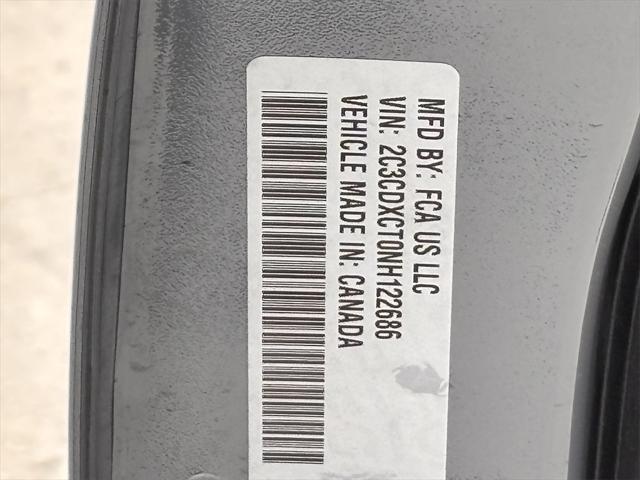 MFD BY: FCA US LLC
VIN: 2C3CDXCT0NH122686
VEHICLE MADE IN: CANADA